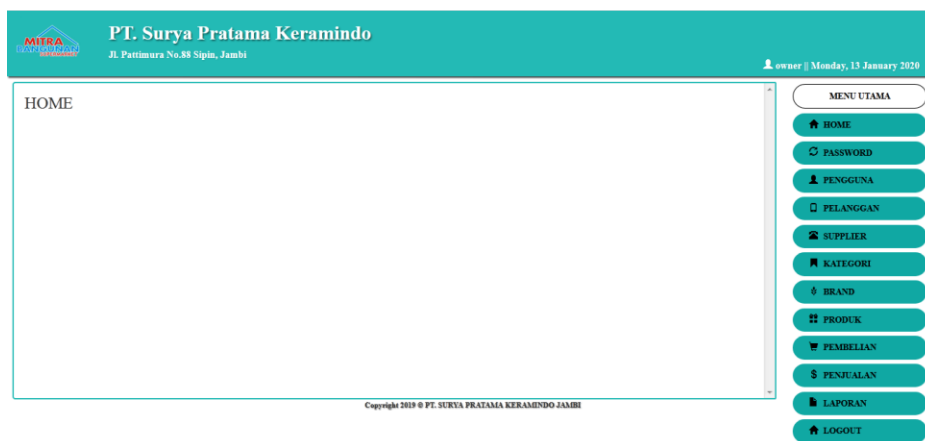 MITRA
BANGUNAN
PT. Surya Pratama Keramindo
Jl. Pattimura No.88 Sipin, Jambi
owner || Monday, 13 January 2020
HOME
MENU UTAMA
HOME
PASSWORD
PENGGUNA
PELANGGAN
SUPPLIER
KATEGORI
BRAND
PRODUK
PEMBELIAN
$ PENJUALAN
LAPORAN
LOGOUT
Copyright 2019 © PT. SURYA PRATAMA KERAMINDO JAMBI